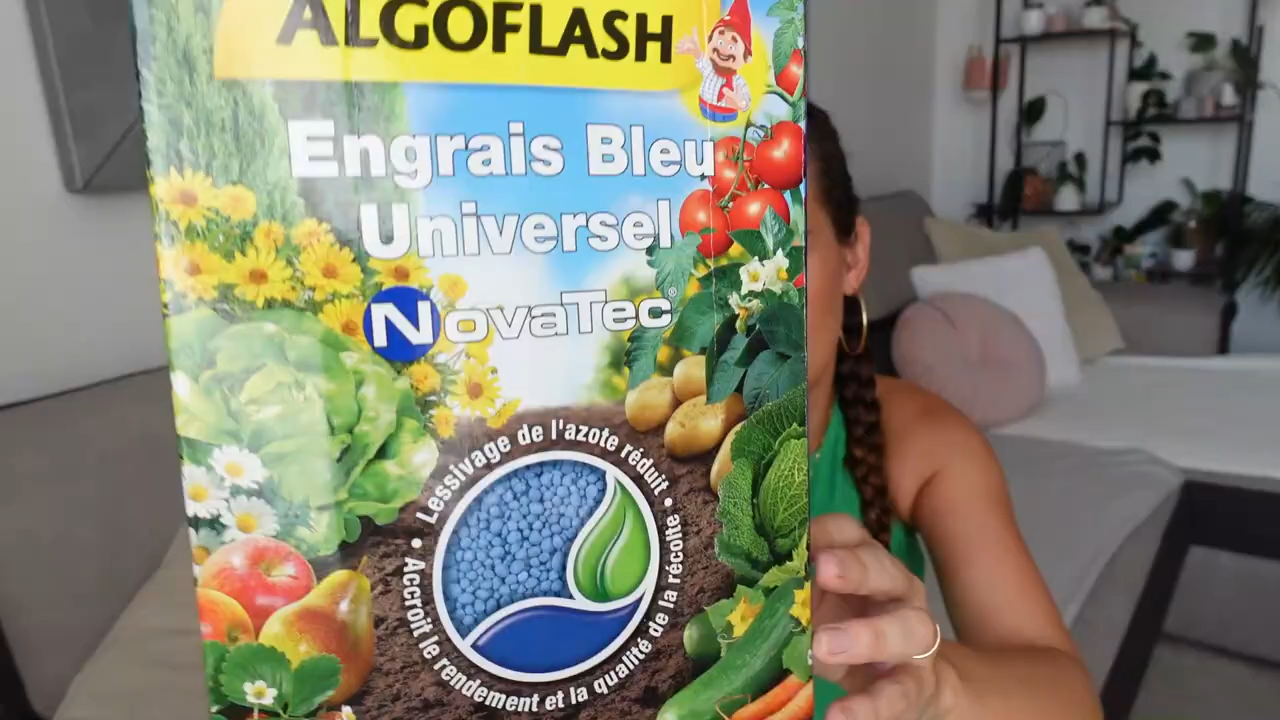 ALGOFLASH
Engrais Bleu
Universel
NovaTec®
• Lessivage de l'azote réduit •
Accroit le rendement et la qualité de la récolte